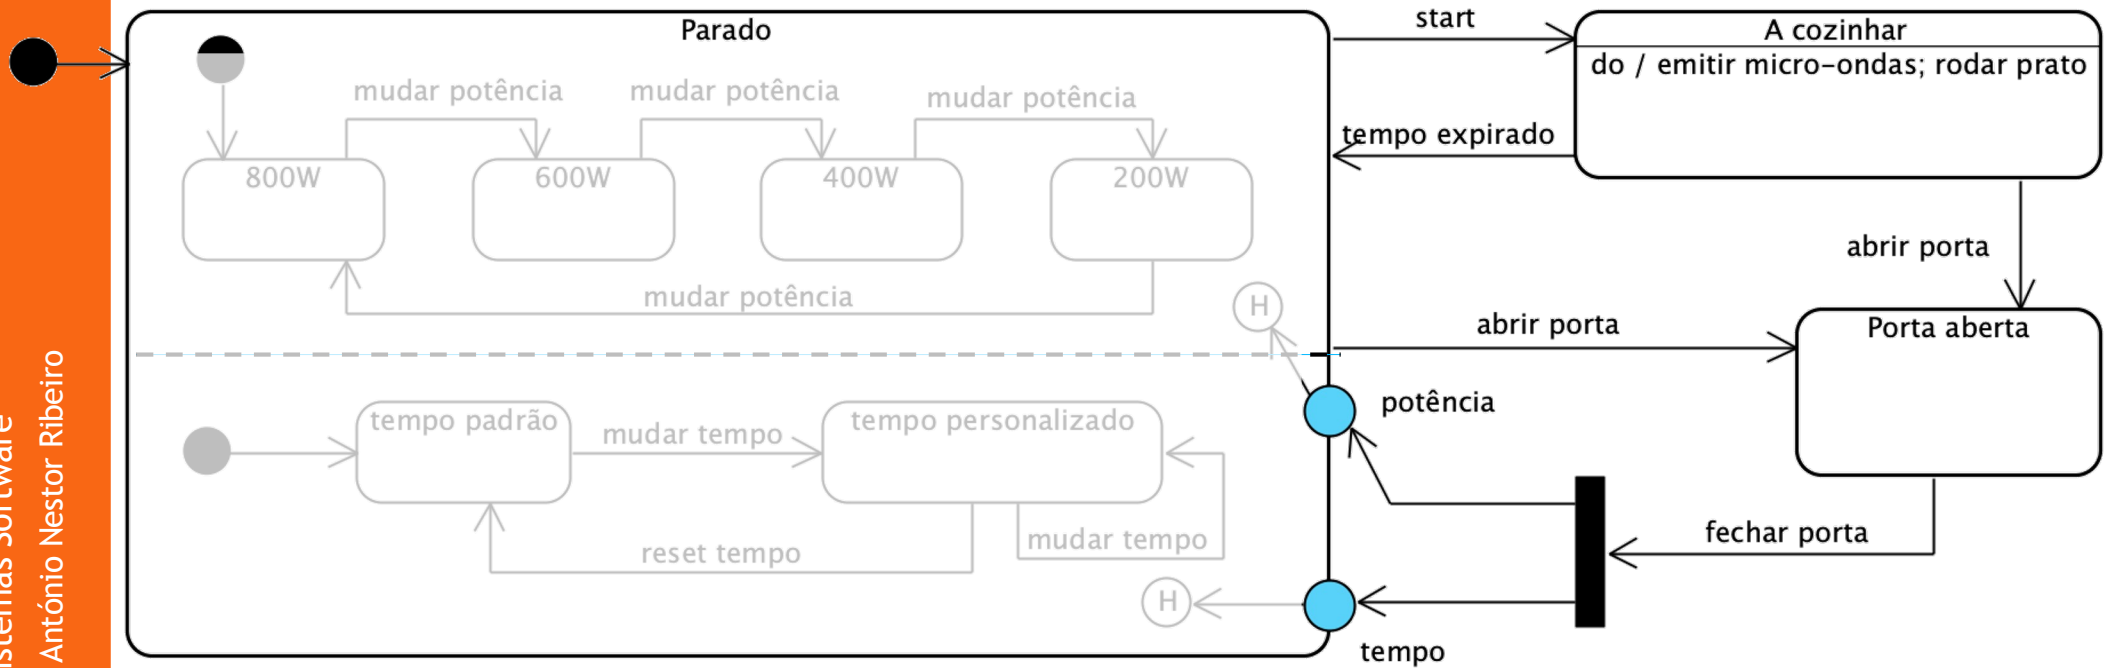 Parado
start
A cozinhar
do / emitir micro-ondas; rodar prato
mudar potência
mudar potência
mudar potência
tempo expirado
800W
600W
400W
200W
abrir porta
mudar potência
H
abrir porta
Porta aberta
potência
tempo padrão
mudar tempo
tempo personalizado
reset tempo
mudar tempo
fechar porta
H
tempo
Software
António Nestor Ribeiro